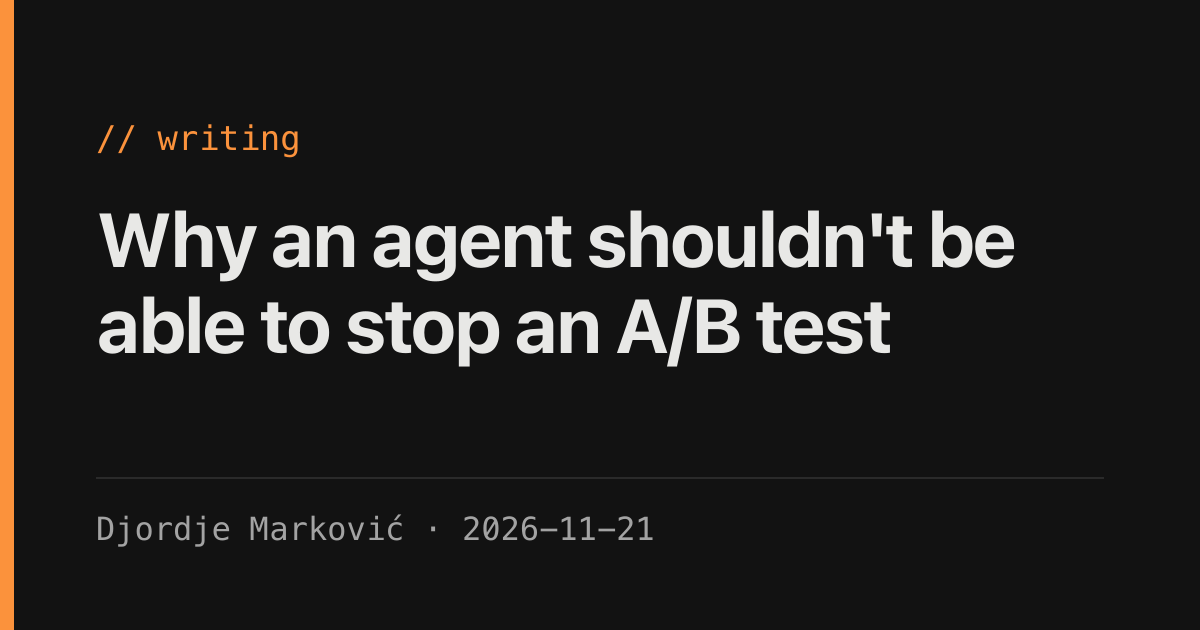 // writing
Why an agent shouldn't be
able to stop an A/B test
Djordje Marković · 2026–11–21